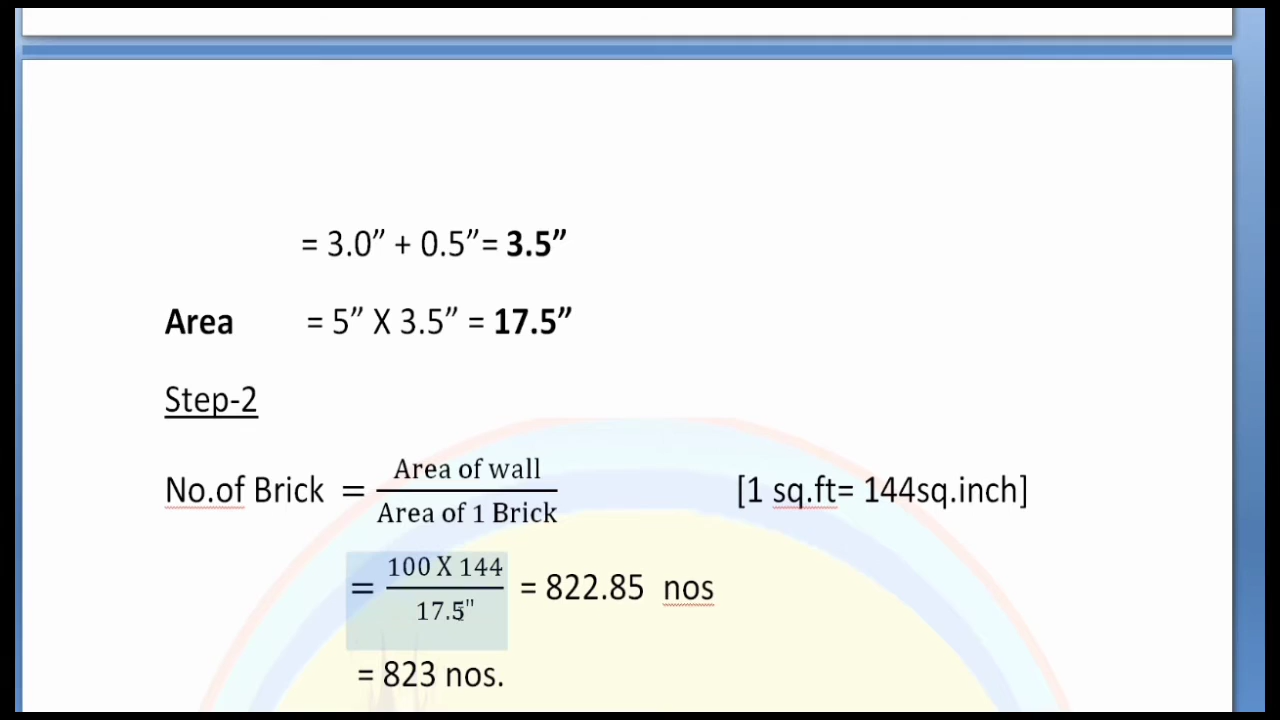 = 3.0” + 0.5”= 3.5”
Area = 5” X 3.5” = 17.5”
Step-2
No.of Brick = Area of wall / Area of 1 Brick [1 sq.ft= 144sq.inch]
= 100 X 144 / 17.5" = 822.85 nos
= 823 nos.